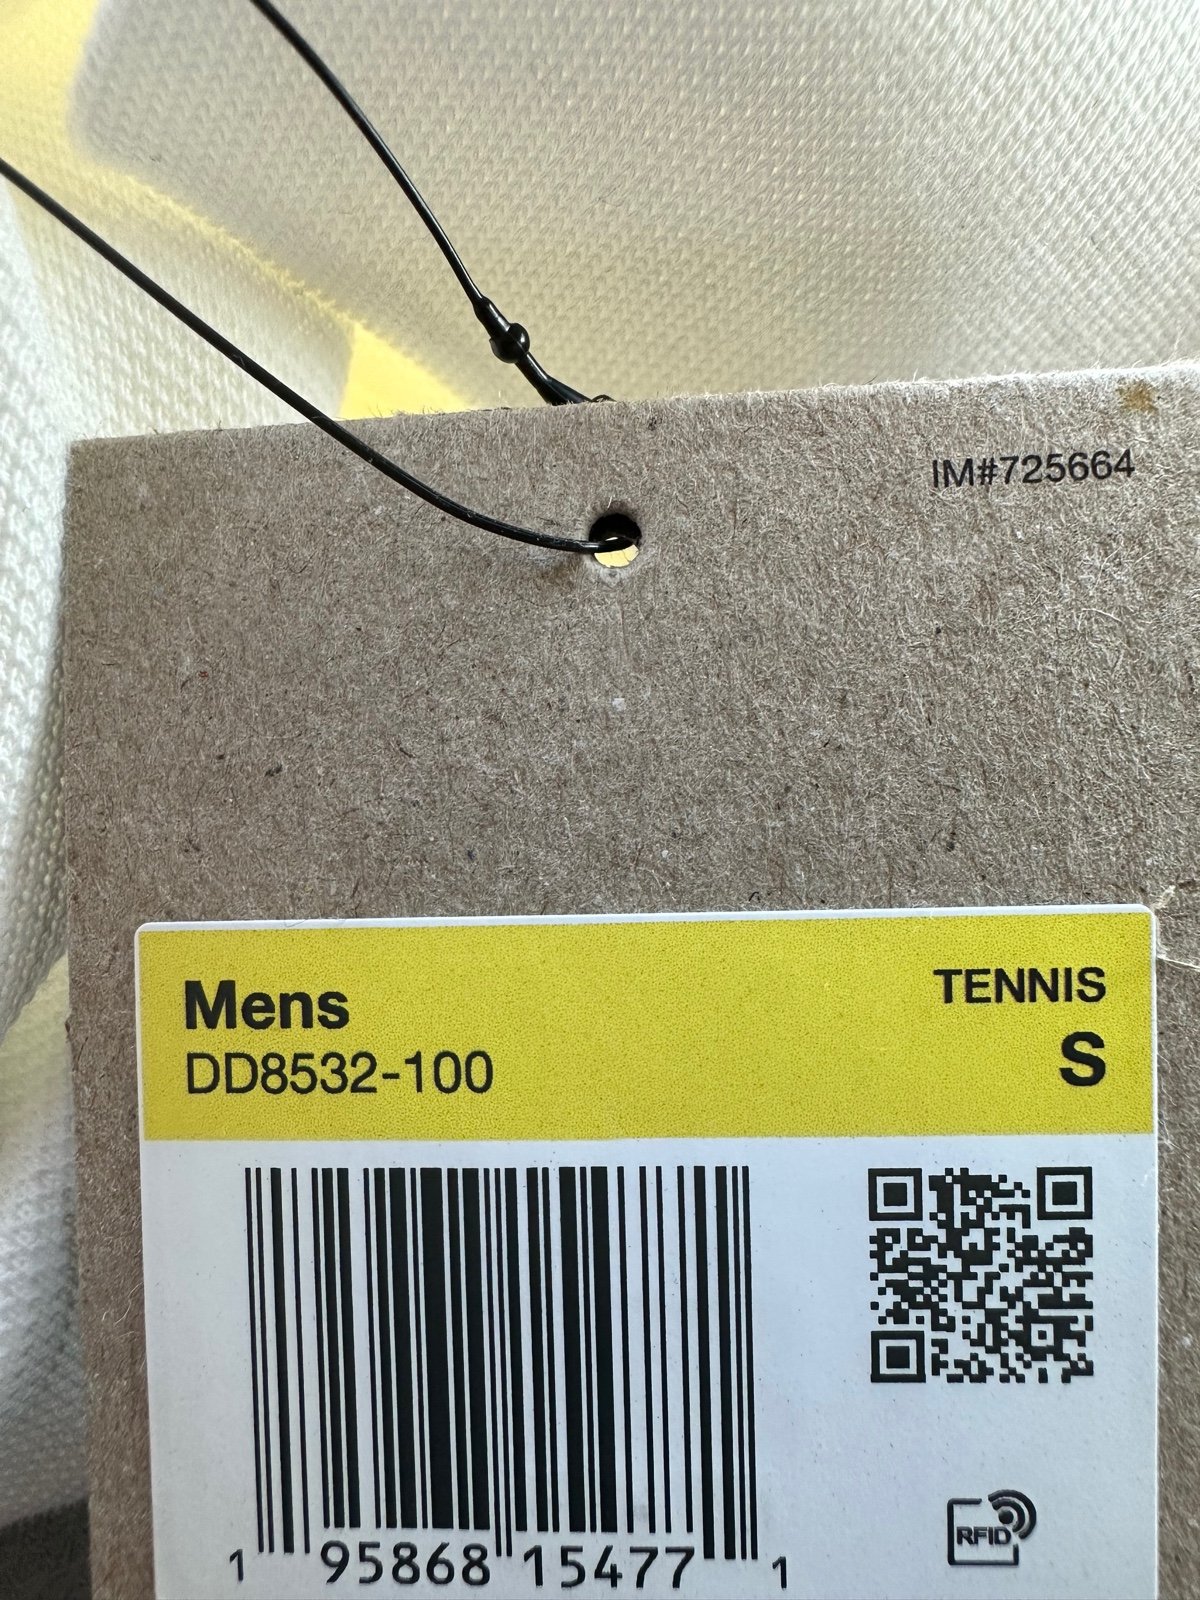 IM#725664
Mens
TENNIS
DD8532-100
S
RFID
1 95868 15477 1